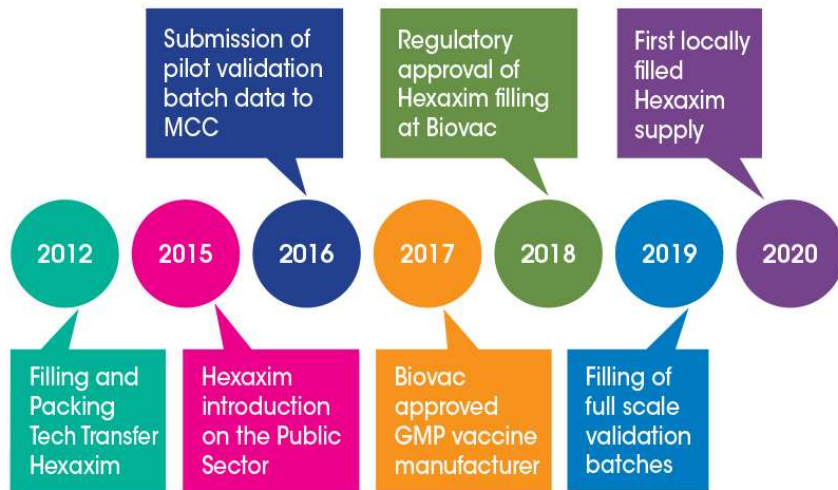 Submission of
pilot validation
batch data to
MCC
Regulatory
approval of
Hexaxim filling
at Biovac
First locally
filled
Hexaxim
supply
2012
2015
2016
2017
2018
2019
2020
Filling and
Packing
Tech Transfer
Hexaxim
Hexaxim
introduction
on the Public
Sector
Biovac
approved
GMP vaccine
manufacturer
Filling of
full scale
validation
batches